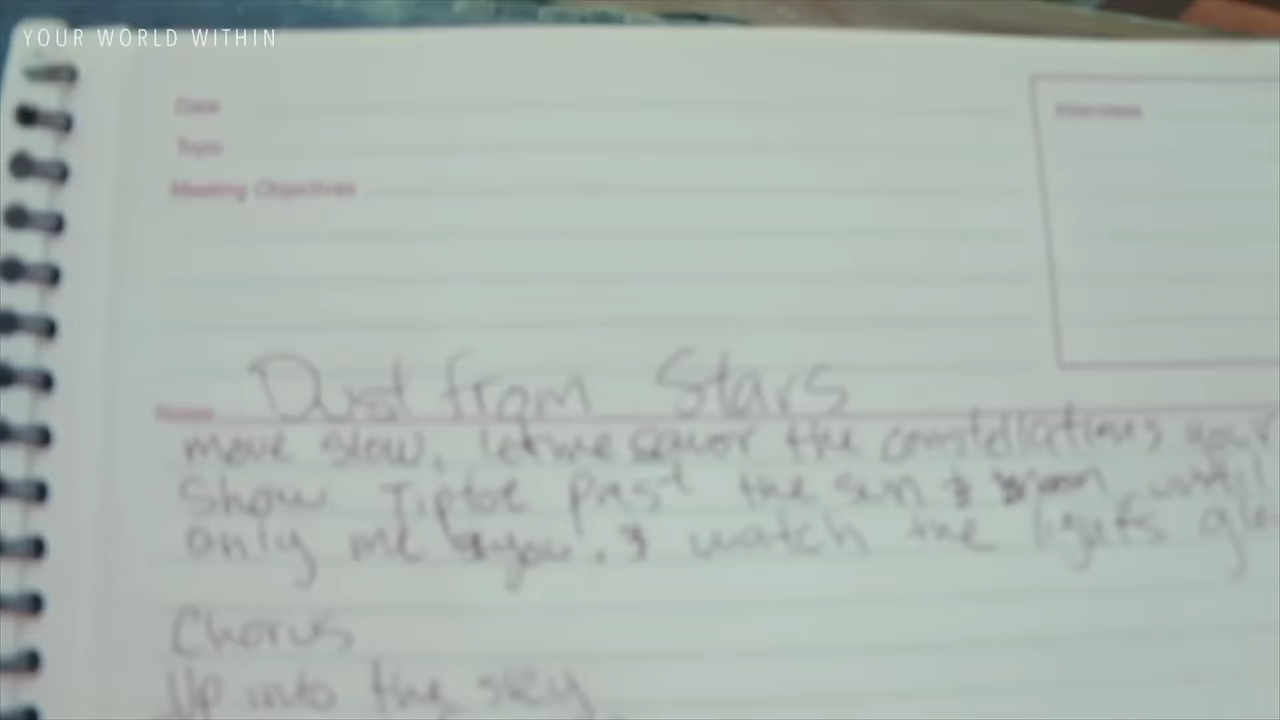 YOUR WORLD WITHIN
Date
Topic
Meeting Objectives
Attendees
Dust from Stars
Notes
move slow, let me savor the constellations your
Show Tiptoe past the sun & moon until
only me & you. & watch the lights
Chorus
Up into the sky